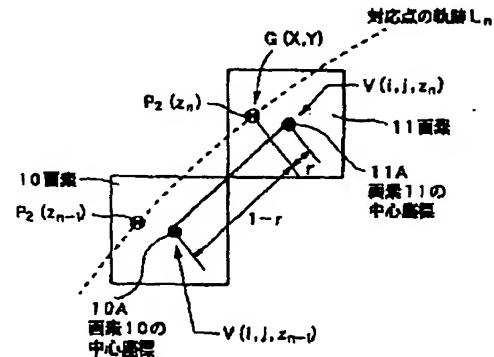 対応点の軌跡Lₙ
G(X,Y)
P₂(zₙ)
V(i,j,zₙ)
11画素
r
11A
画素11の
中心座標
10画素
P₂(zₙ₋₁)
1-r
10A
画素10の
中心座標
V(i,j,zₙ₋₁)